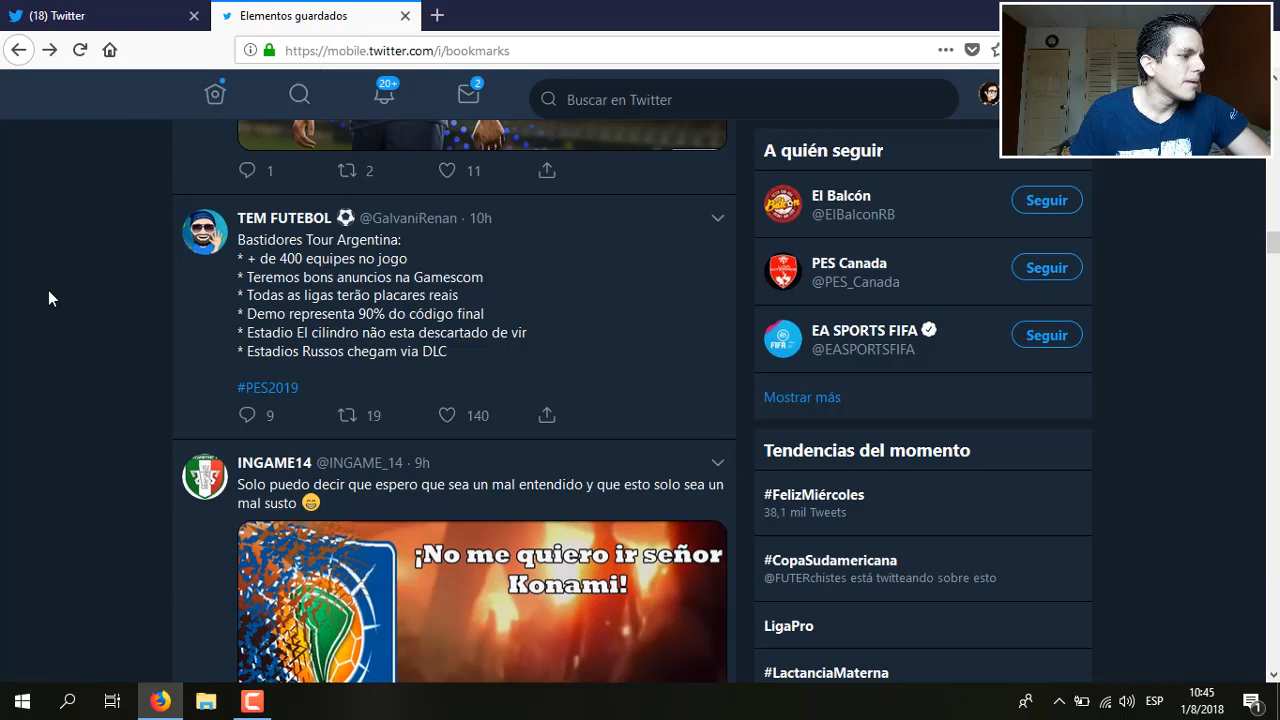 (18) Twitter
Elementos guardados
https://mobile.twitter.com/i/bookmarks
20+
2
Buscar en Twitter
1
2
11
TEM FUTEBOL ⚽ @GalvaniRenan · 10h
Bastidores Tour Argentina:
* + de 400 equipes no jogo
* Teremos bons anuncios na Gamescom
* Todas as ligas terão placares reais
* Demo representa 90% do código final
* Estadio El cilindro não esta descartado de vir
* Estadios Russos chegam via DLC
#PES2019
9
19
140
INGAME14 @INGAME_14 · 9h
Solo puedo decir que espero que sea un mal entendido y que esto solo sea un
mal susto 😁
¡No me quiero ir señor
Konami!
A quién seguir
El Balcón
@ElBalconRB
Seguir
PES Canada
@PES_Canada
Seguir
EA SPORTS FIFA
@EASPORTSFIFA
Seguir
Mostrar más
Tendencias del momento
#FelizMiércoles
38,1 mil Tweets
#CopaSudamericana
@FUTERchistes está twitteando sobre esto
LigaPro
#LactanciaMaterna
ESP
10:45
1/8/2018
1